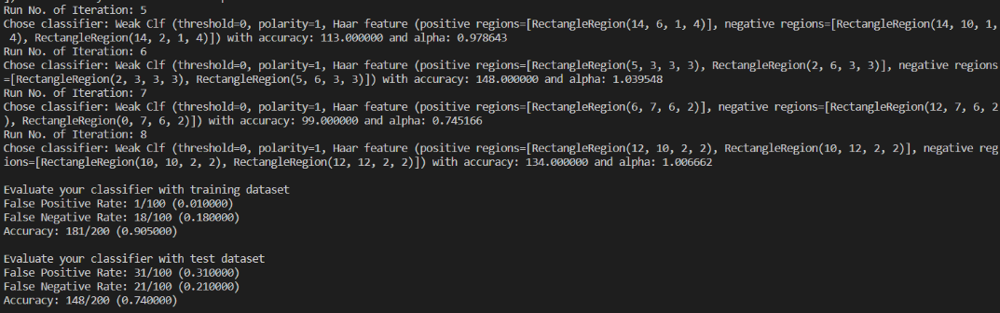 Run No. of Iteration: 5
Chose classifier: Weak Clf (threshold=0, polarity=1, Haar feature (positive regions=[RectangleRegion(14, 6, 1, 4)], negative regions=[RectangleRegion(14, 10, 1,
4), RectangleRegion(14, 2, 1, 4)]) with accuracy: 113.000000 and alpha: 0.978643
Run No. of Iteration: 6
Chose classifier: Weak Clf (threshold=0, polarity=1, Haar feature (positive regions=[RectangleRegion(5, 3, 3, 3), RectangleRegion(2, 6, 3, 3)], negative regions
=[RectangleRegion(2, 3, 3, 3), RectangleRegion(5, 6, 3, 3)]) with accuracy: 148.000000 and alpha: 1.039548
Run No. of Iteration: 7
Chose classifier: Weak Clf (threshold=0, polarity=1, Haar feature (positive regions=[RectangleRegion(6, 7, 6, 2)], negative regions=[RectangleRegion(12, 7, 6, 2
), RectangleRegion(0, 7, 6, 2)]) with accuracy: 99.000000 and alpha: 0.745166
Run No. of Iteration: 8
Chose classifier: Weak Clf (threshold=0, polarity=1, Haar feature (positive regions=[RectangleRegion(12, 10, 2, 2), RectangleRegion(10, 12, 2, 2)], negative reg
ions=[RectangleRegion(10, 10, 2, 2), RectangleRegion(12, 12, 2, 2)]) with accuracy: 134.000000 and alpha: 1.006662
Evaluate your classifier with training dataset
False Positive Rate: 1/100 (0.010000)
False Negative Rate: 18/100 (0.180000)
Accuracy: 181/200 (0.905000)
Evaluate your classifier with test dataset
False Positive Rate: 31/100 (0.310000)
False Negative Rate: 21/100 (0.210000)
Accuracy: 148/200 (0.740000)